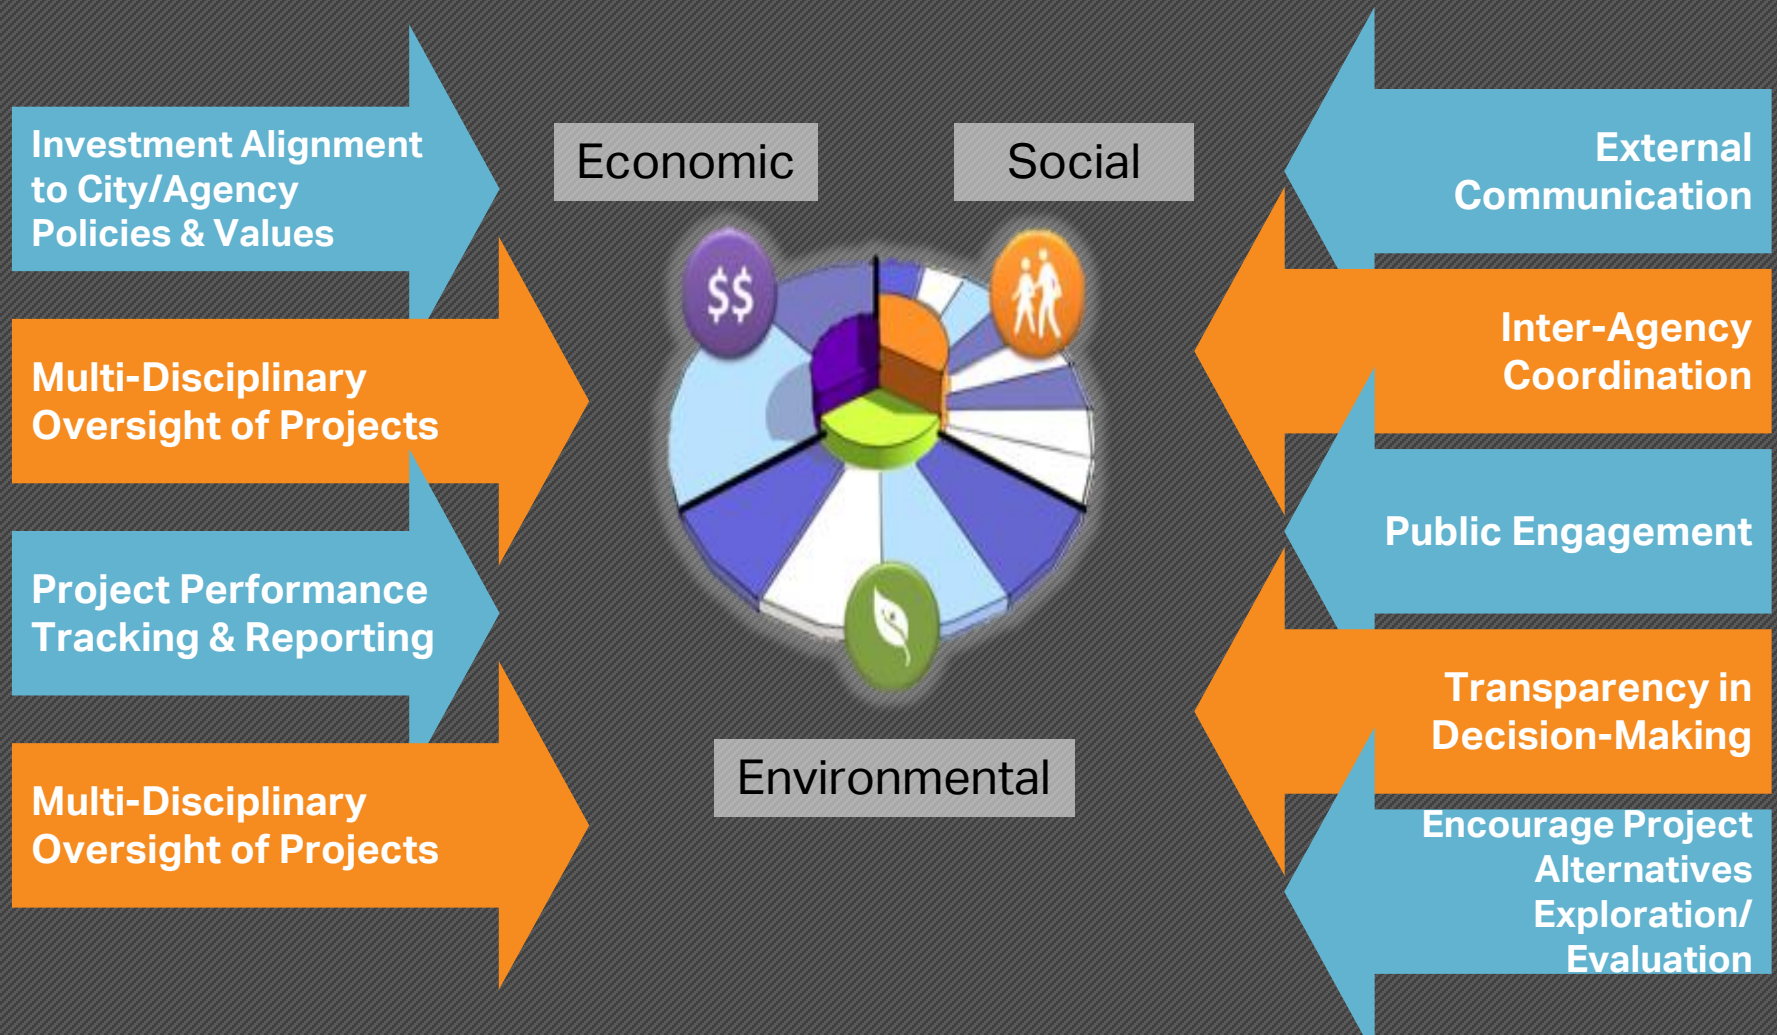 Investment Alignment
to City/Agency
Policies & Values
Multi-Disciplinary
Oversight of Projects
Project Performance
Tracking & Reporting
Multi-Disciplinary
Oversight of Projects
Economic
Social
$$
Environmental
External
Communication
Inter-Agency
Coordination
Public Engagement
Transparency in
Decision-Making
Encourage Project
Alternatives
Exploration/
Evaluation